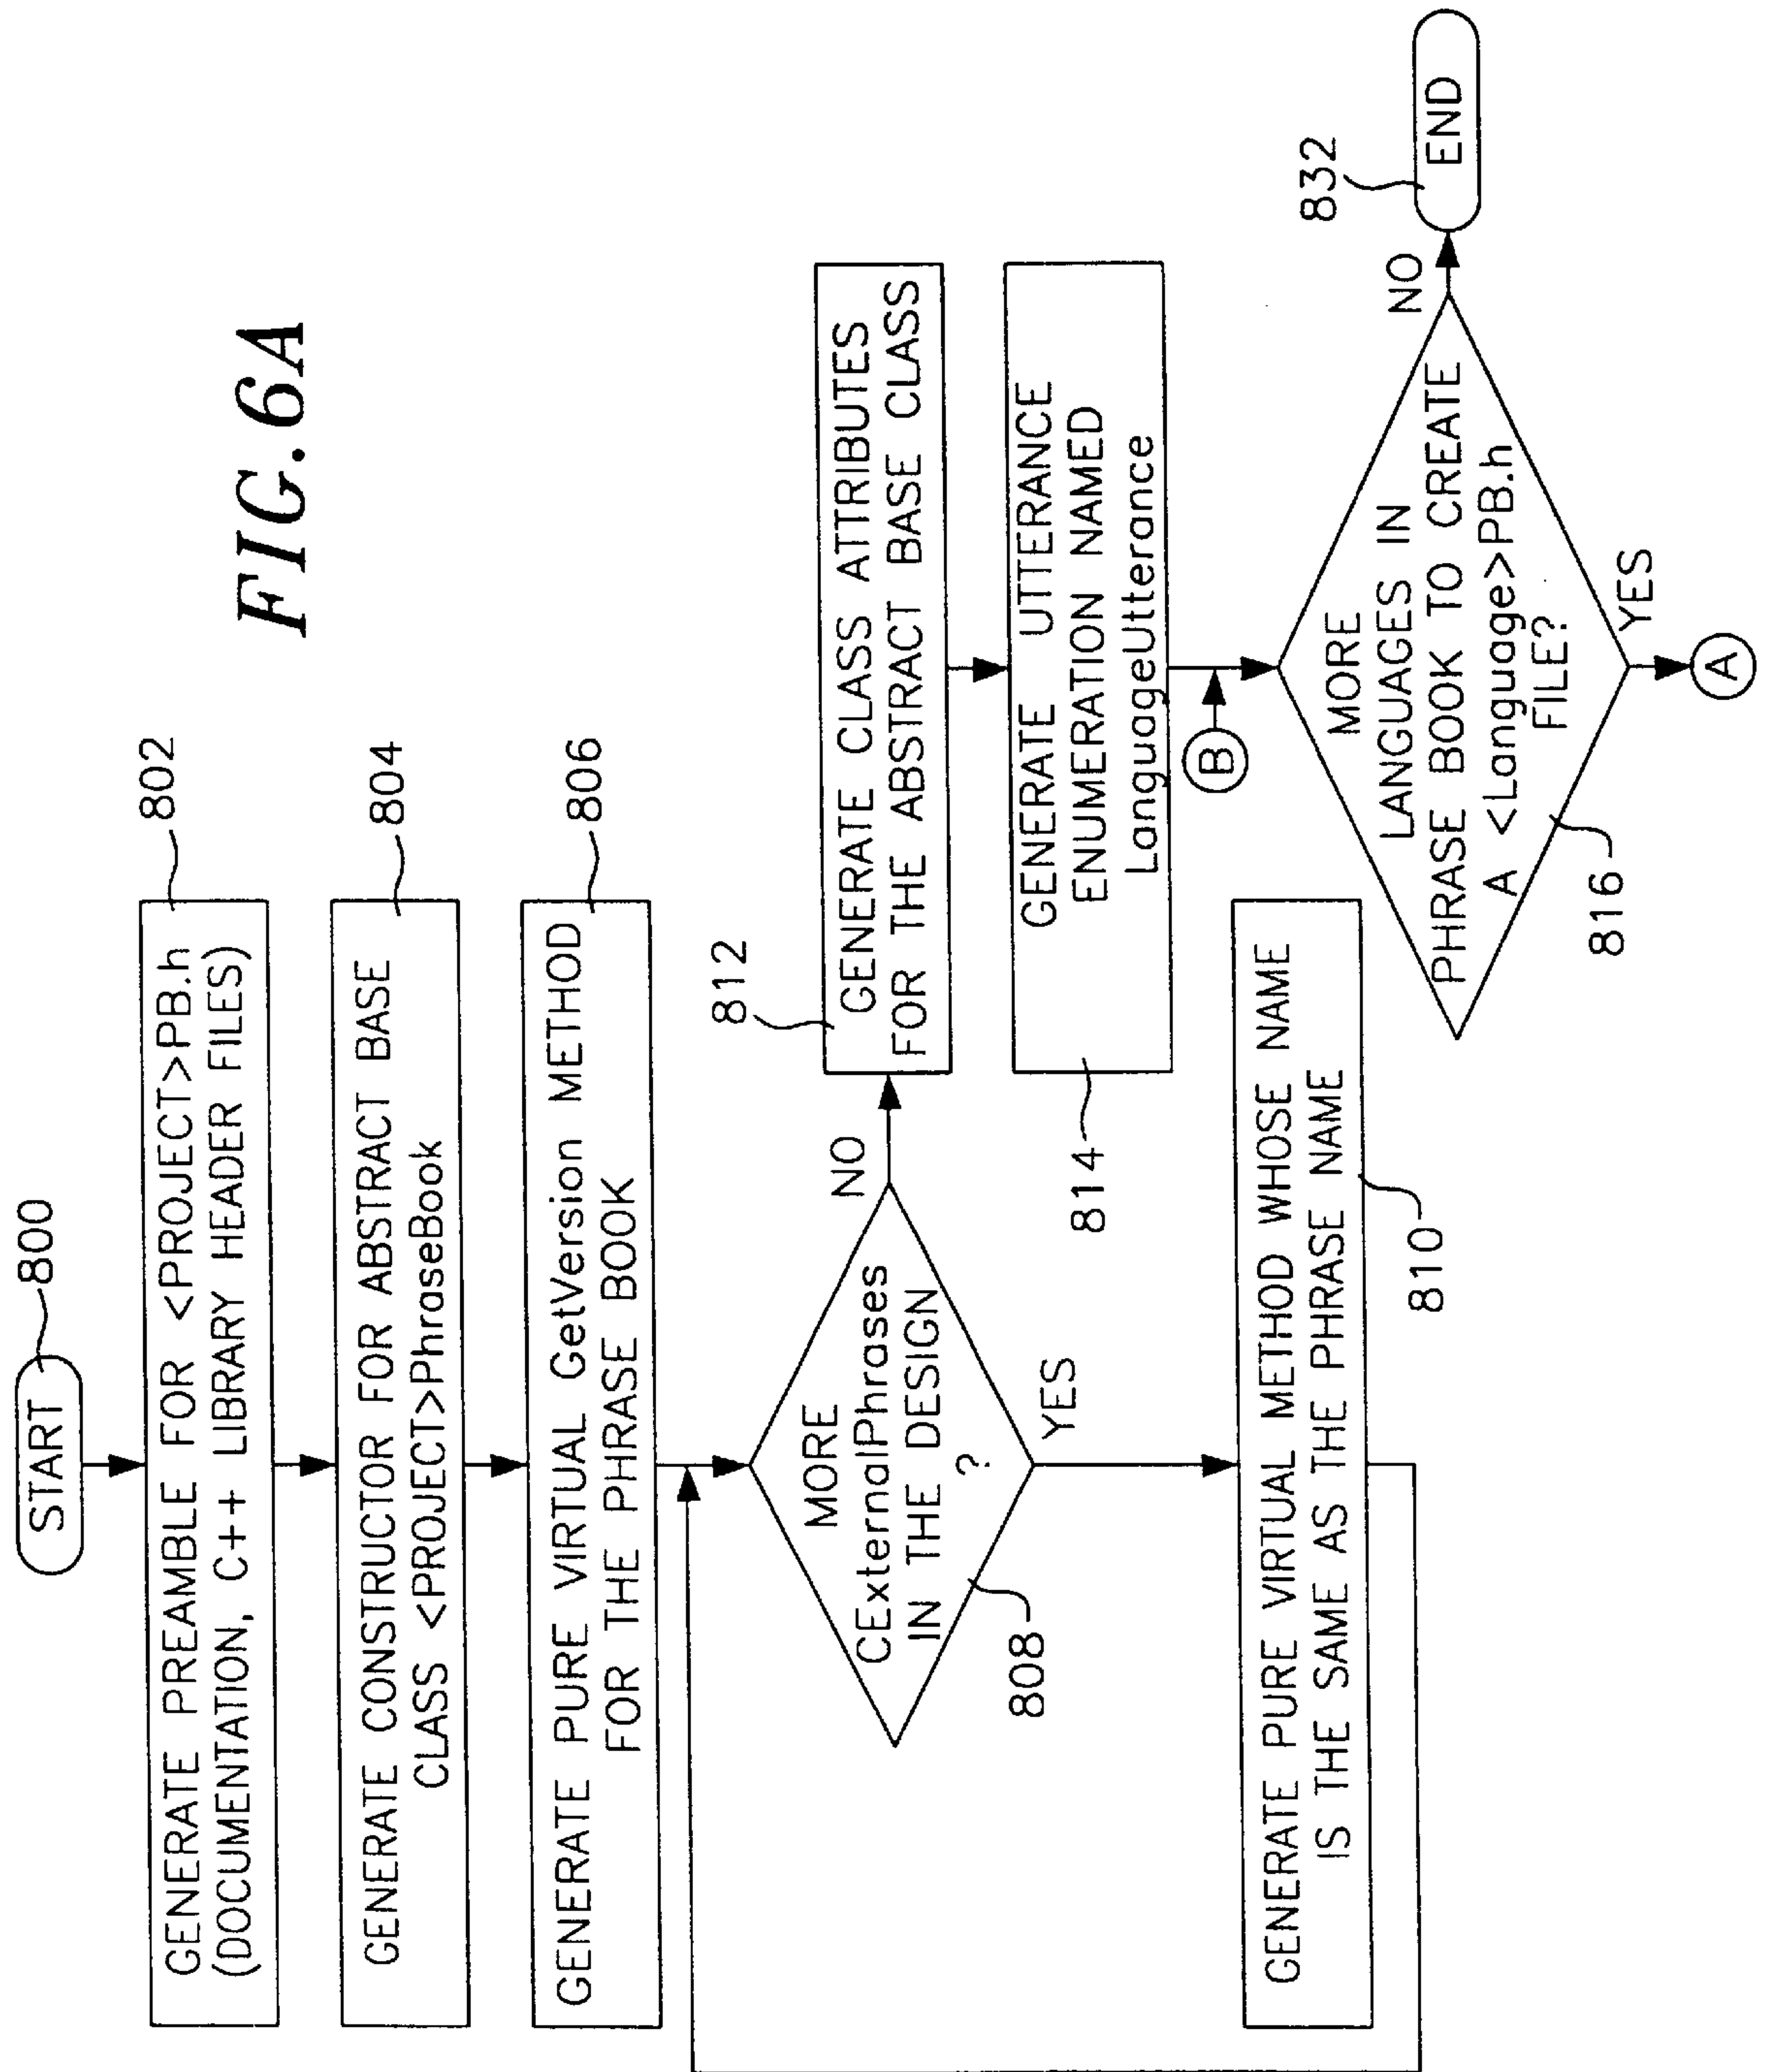 FIG. 6A
START
800
GENERATE PREAMBLE FOR <PROJECT>PB.h
(DOCUMENTATION, C++ LIBRARY HEADER FILES)
802
GENERATE CONSTRUCTOR FOR ABSTRACT BASE
CLASS <PROJECT>PhraseBook
804
GENERATE PURE VIRTUAL GetVersion METHOD
FOR THE PHRASE BOOK
806
MORE
CExternalPhrases
IN THE DESIGN
?
808
NO
YES
GENERATE PURE VIRTUAL METHOD WHOSE NAME
IS THE SAME AS THE PHRASE NAME
810
812
GENERATE CLASS ATTRIBUTES
FOR THE ABSTRACT BASE CLASS
GENERATE UTTERANCE
ENUMERATION NAMED
LanguageUtterance
814
B
MORE
LANGUAGES IN
PHRASE BOOK TO CREATE
A <Language>PB.h
FILE?
816
NO
YES
832
END
A